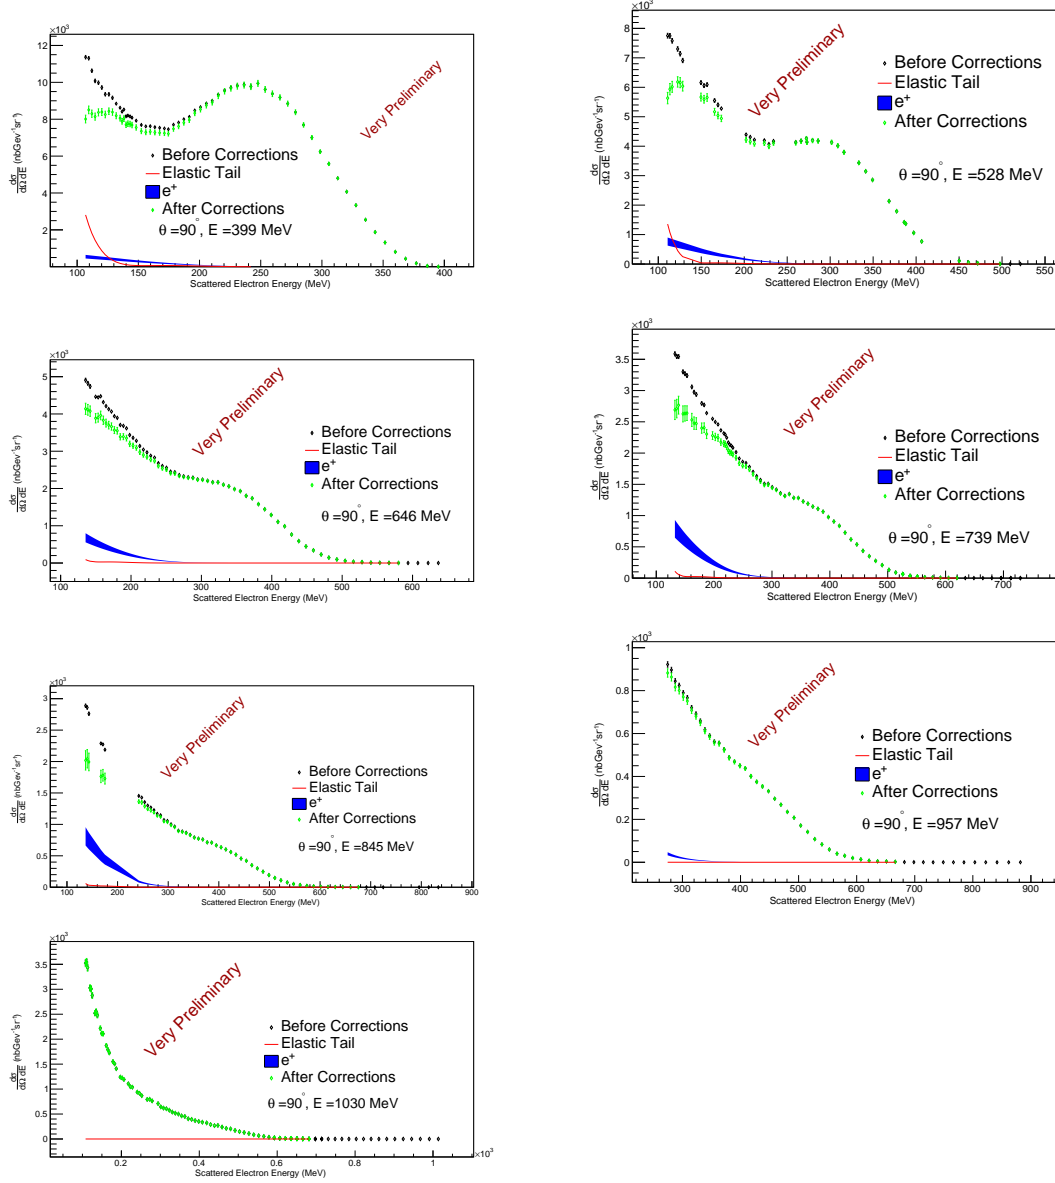 ×10³
12
10
8
6
4
2
dσ/dΩ dE (nbGev⁻¹sr⁻¹)
Very Preliminary
Before Corrections
Elastic Tail
e⁺
After Corrections
θ =90°, E =399 MeV
100 150 200 250 300 350 400
Scattered Electron Energy (MeV)
×10³
8
7
6
5
4
3
2
1
0
dσ/dΩ dE (nbGev⁻¹sr⁻¹)
Very Preliminary
Before Corrections
Elastic Tail
e⁺
After Corrections
θ =90°, E =528 MeV
100 150 200 250 300 350 400 450 500 550
Scattered Electron Energy (MeV)
×10³
5
4
3
2
1
0
dσ/dΩ dE (nbGev⁻¹sr⁻¹)
Very Preliminary
Before Corrections
Elastic Tail
e⁺
After Corrections
θ =90°, E =646 MeV
100 200 300 400 500 600
Scattered Electron Energy (MeV)
×10³
3.5
3
2.5
2
1.5
1
0.5
0
dσ/dΩ dE (nbGev⁻¹sr⁻¹)
Very Preliminary
Before Corrections
Elastic Tail
e⁺
After Corrections
θ =90°, E =739 MeV
100 200 300 400 500 600 700
Scattered Electron Energy (MeV)
×10³
3
2.5
2
1.5
1
0.5
0
dσ/dΩ dE (nbGev⁻¹sr⁻¹)
Very Preliminary
Before Corrections
Elastic Tail
e⁺
After Corrections
θ =90°, E =845 MeV
100 200 300 400 500 600 700 800 900
Scattered Electron Energy (MeV)
×10³
1
0.8
0.6
0.4
0.2
0
dσ/dΩ dE (nbGev⁻¹sr⁻¹)
Very Preliminary
Before Corrections
Elastic Tail
e⁺
After Corrections
θ =90°, E =957 MeV
300 400 500 600 700 800 900
Scattered Electron Energy (MeV)
×10³
3.5
3
2.5
2
1.5
1
0.5
0
dσ/dΩ dE (nbGev⁻¹sr⁻¹)
Very Preliminary
Before Corrections
Elastic Tail
e⁺
After Corrections
θ =90°, E =1030 MeV
0.2 0.4 0.6 0.8 1
×10³
Scattered Electron Energy (MeV)